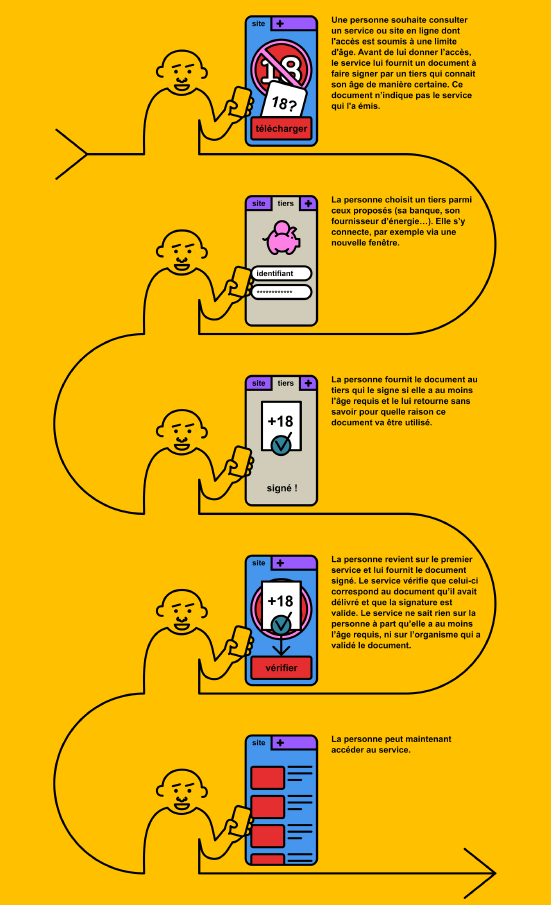 site +
18
18?
télécharger
Une personne souhaite consulter
un service ou site en ligne dont
l'accès est soumis à une limite
d'âge. Avant de lui donner l'accès,
le service lui fournit un document à
faire signer par un tiers qui connait
son âge de manière certaine. Ce
document n'indique pas le service
qui l'a émis.
site tiers +
identifiant
************
La personne choisit un tiers parmi
ceux proposés (sa banque, son
fournisseur d'énergie…). Elle s'y
connecte, par exemple via une
nouvelle fenêtre.
site tiers +
+18
signé !
La personne fournit le document au
tiers qui le signe si elle a au moins
l'âge requis et le lui retourne sans
savoir pour quelle raison ce
document va être utilisé.
site +
+18
vérifier
La personne revient sur le premier
service et lui fournit le document
signé. Le service vérifie que celui-ci
correspond au document qu'il avait
délivré et que la signature est
valide. Le service ne sait rien sur la
personne à part qu'elle a au moins
l'âge requis, ni sur l'organisme qui a
validé le document.
site +
La personne peut maintenant
accéder au service.